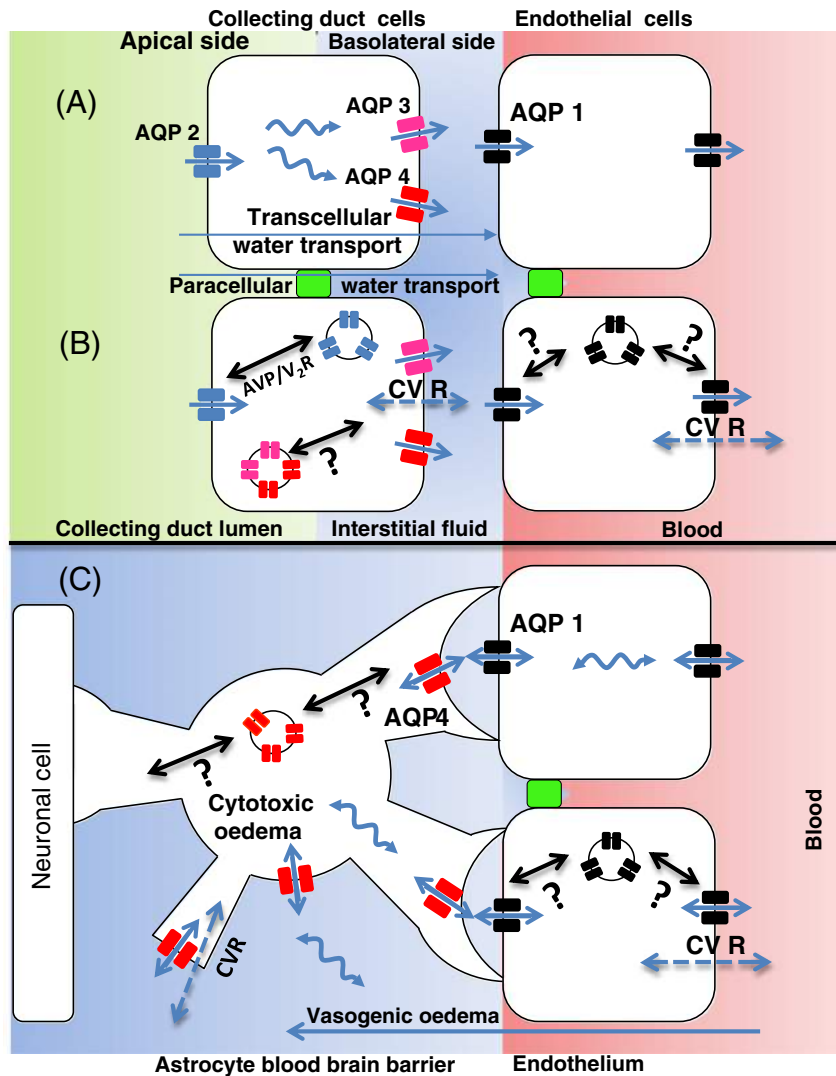 Collecting duct cells
Endothelial cells
Apical side
Basolateral side
(A)
AQP 2
AQP 3
AQP 4
AQP 1
Transcellular
water transport
Paracellular
water transport
(B)
AVP/V₂R
CV R
?
?
?
CV R
Collecting duct lumen
Interstitial fluid
Blood
(C)
Neuronal cell
AQP 1
?
AQP4
?
Cytotoxic
oedema
Blood
?
?
CV R
CVR
Vasogenic oedema
Astrocyte blood brain barrier
Endothelium